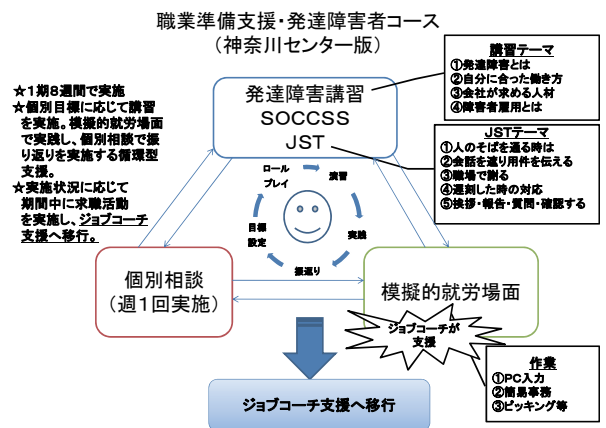 職業準備支援・発達障害者コース
（神奈川センター版）
講習テーマ
①発達障害とは
②自分に合った働き方
③会社が求める人材
④障害者雇用とは
★１期８週間で実施
★個別目標に応じて講習
を実施。模擬的就労場面
で実践し、個別相談で振
り返りを実施する循環型
支援。
★実施状況に応じて
期間中に求職活動
を実施し、ジョブコーチ
支援へ移行。
発達障害講習
ＳＯＣＣＳＳ
ＪＳＴ
JSTテーマ
①人のそばを通る時は
②会話を遮り用件を伝える
③職場で謝る
④遅刻した時の対応
⑤挨拶・報告・質問・確認する
ロール
プレイ
演習
実践
振返り
目標
設定
個別相談
（週１回実施）
模擬的就労場面
ジョブコーチが
支援
作業
①ＰＣ入力
②簡易事務
③ピッキング等
ジョブコーチ支援へ移行